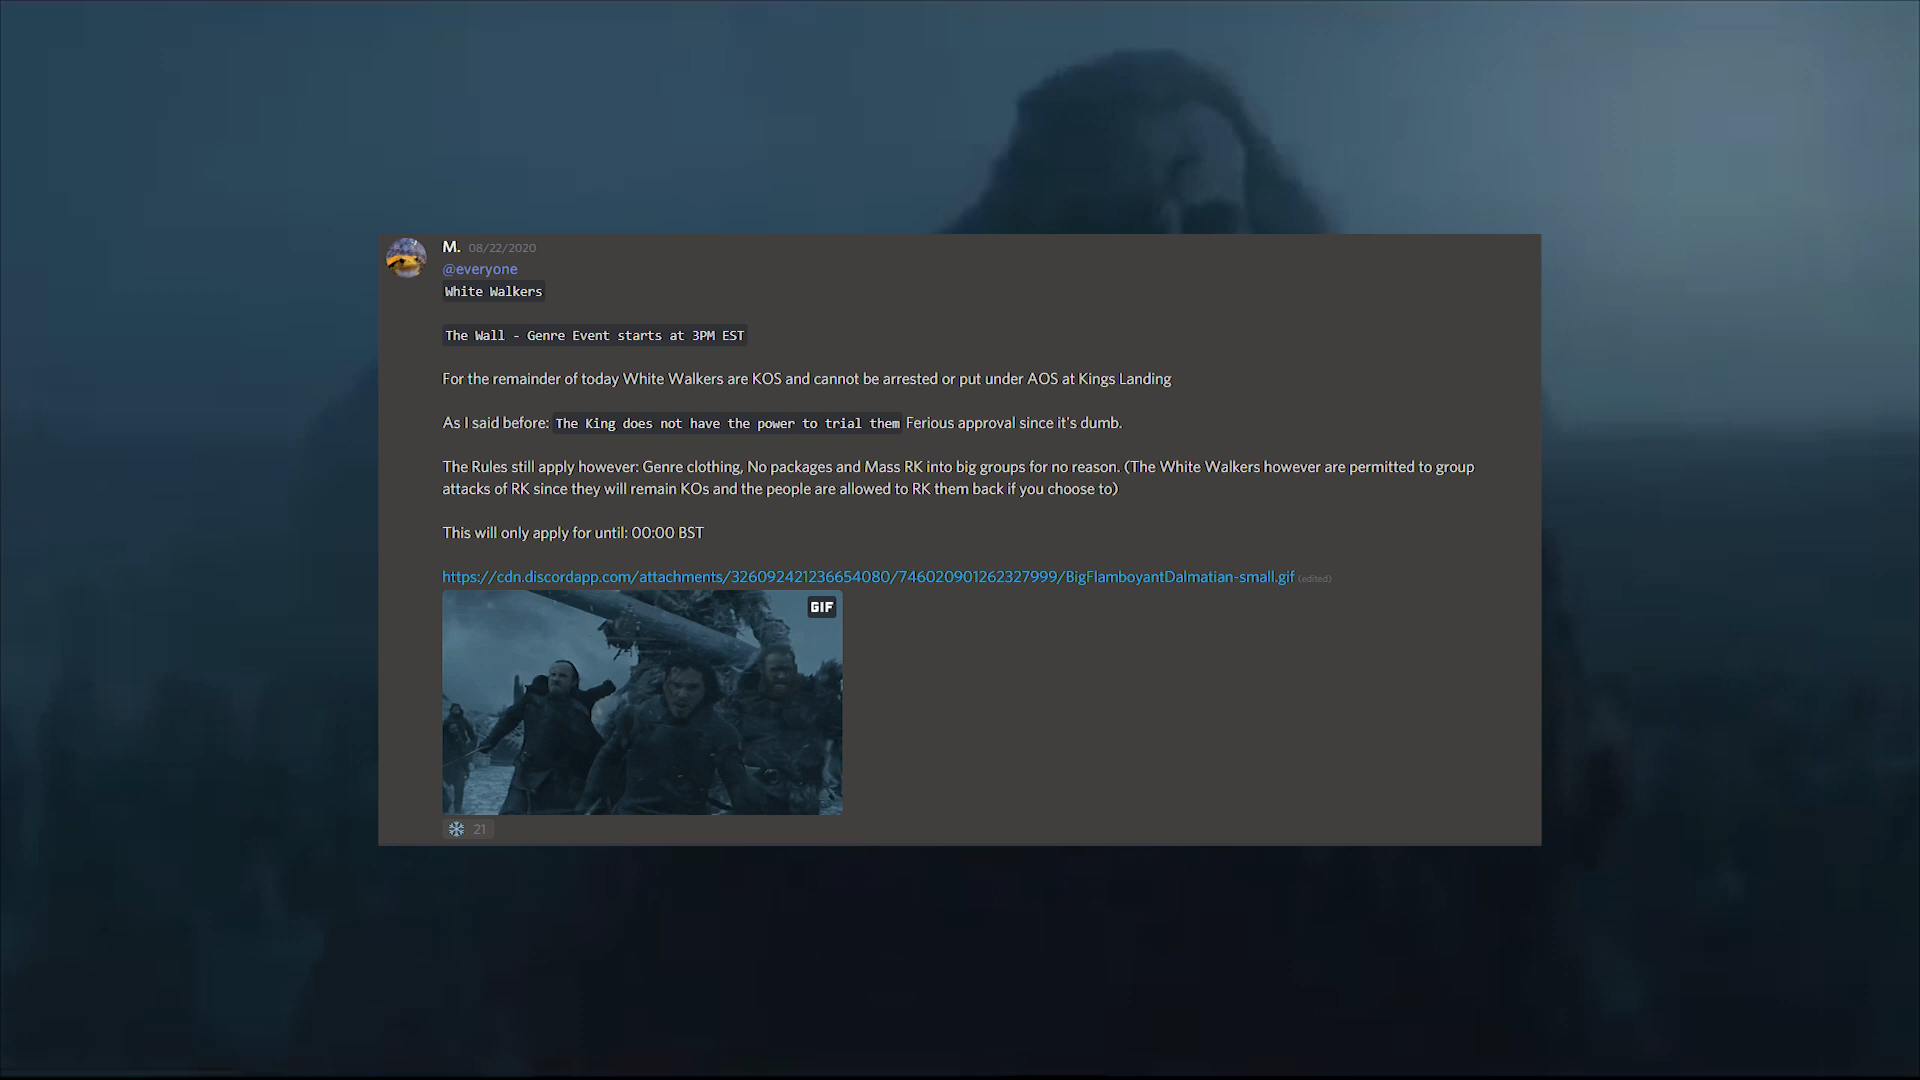 M. 08/22/2020
@everyone
White Walkers
The Wall - Genre Event starts at 3PM EST
For the remainder of today White Walkers are KOS and cannot be arrested or put under AOS at Kings Landing
As I said before: The King does not have the power to trial them Ferious approval since it's dumb.
The Rules still apply however: Genre clothing, No packages and Mass RK into big groups for no reason. (The White Walkers however are permitted to group
attacks of RK since they will remain KOs and the people are allowed to RK them back if you choose to)
This will only apply for until: 00:00 BST
https://cdn.discordapp.com/attachments/326092421236654080/746020901262327999/BigFlamboyantDalmatian-small.gif (edited)
GIF
21